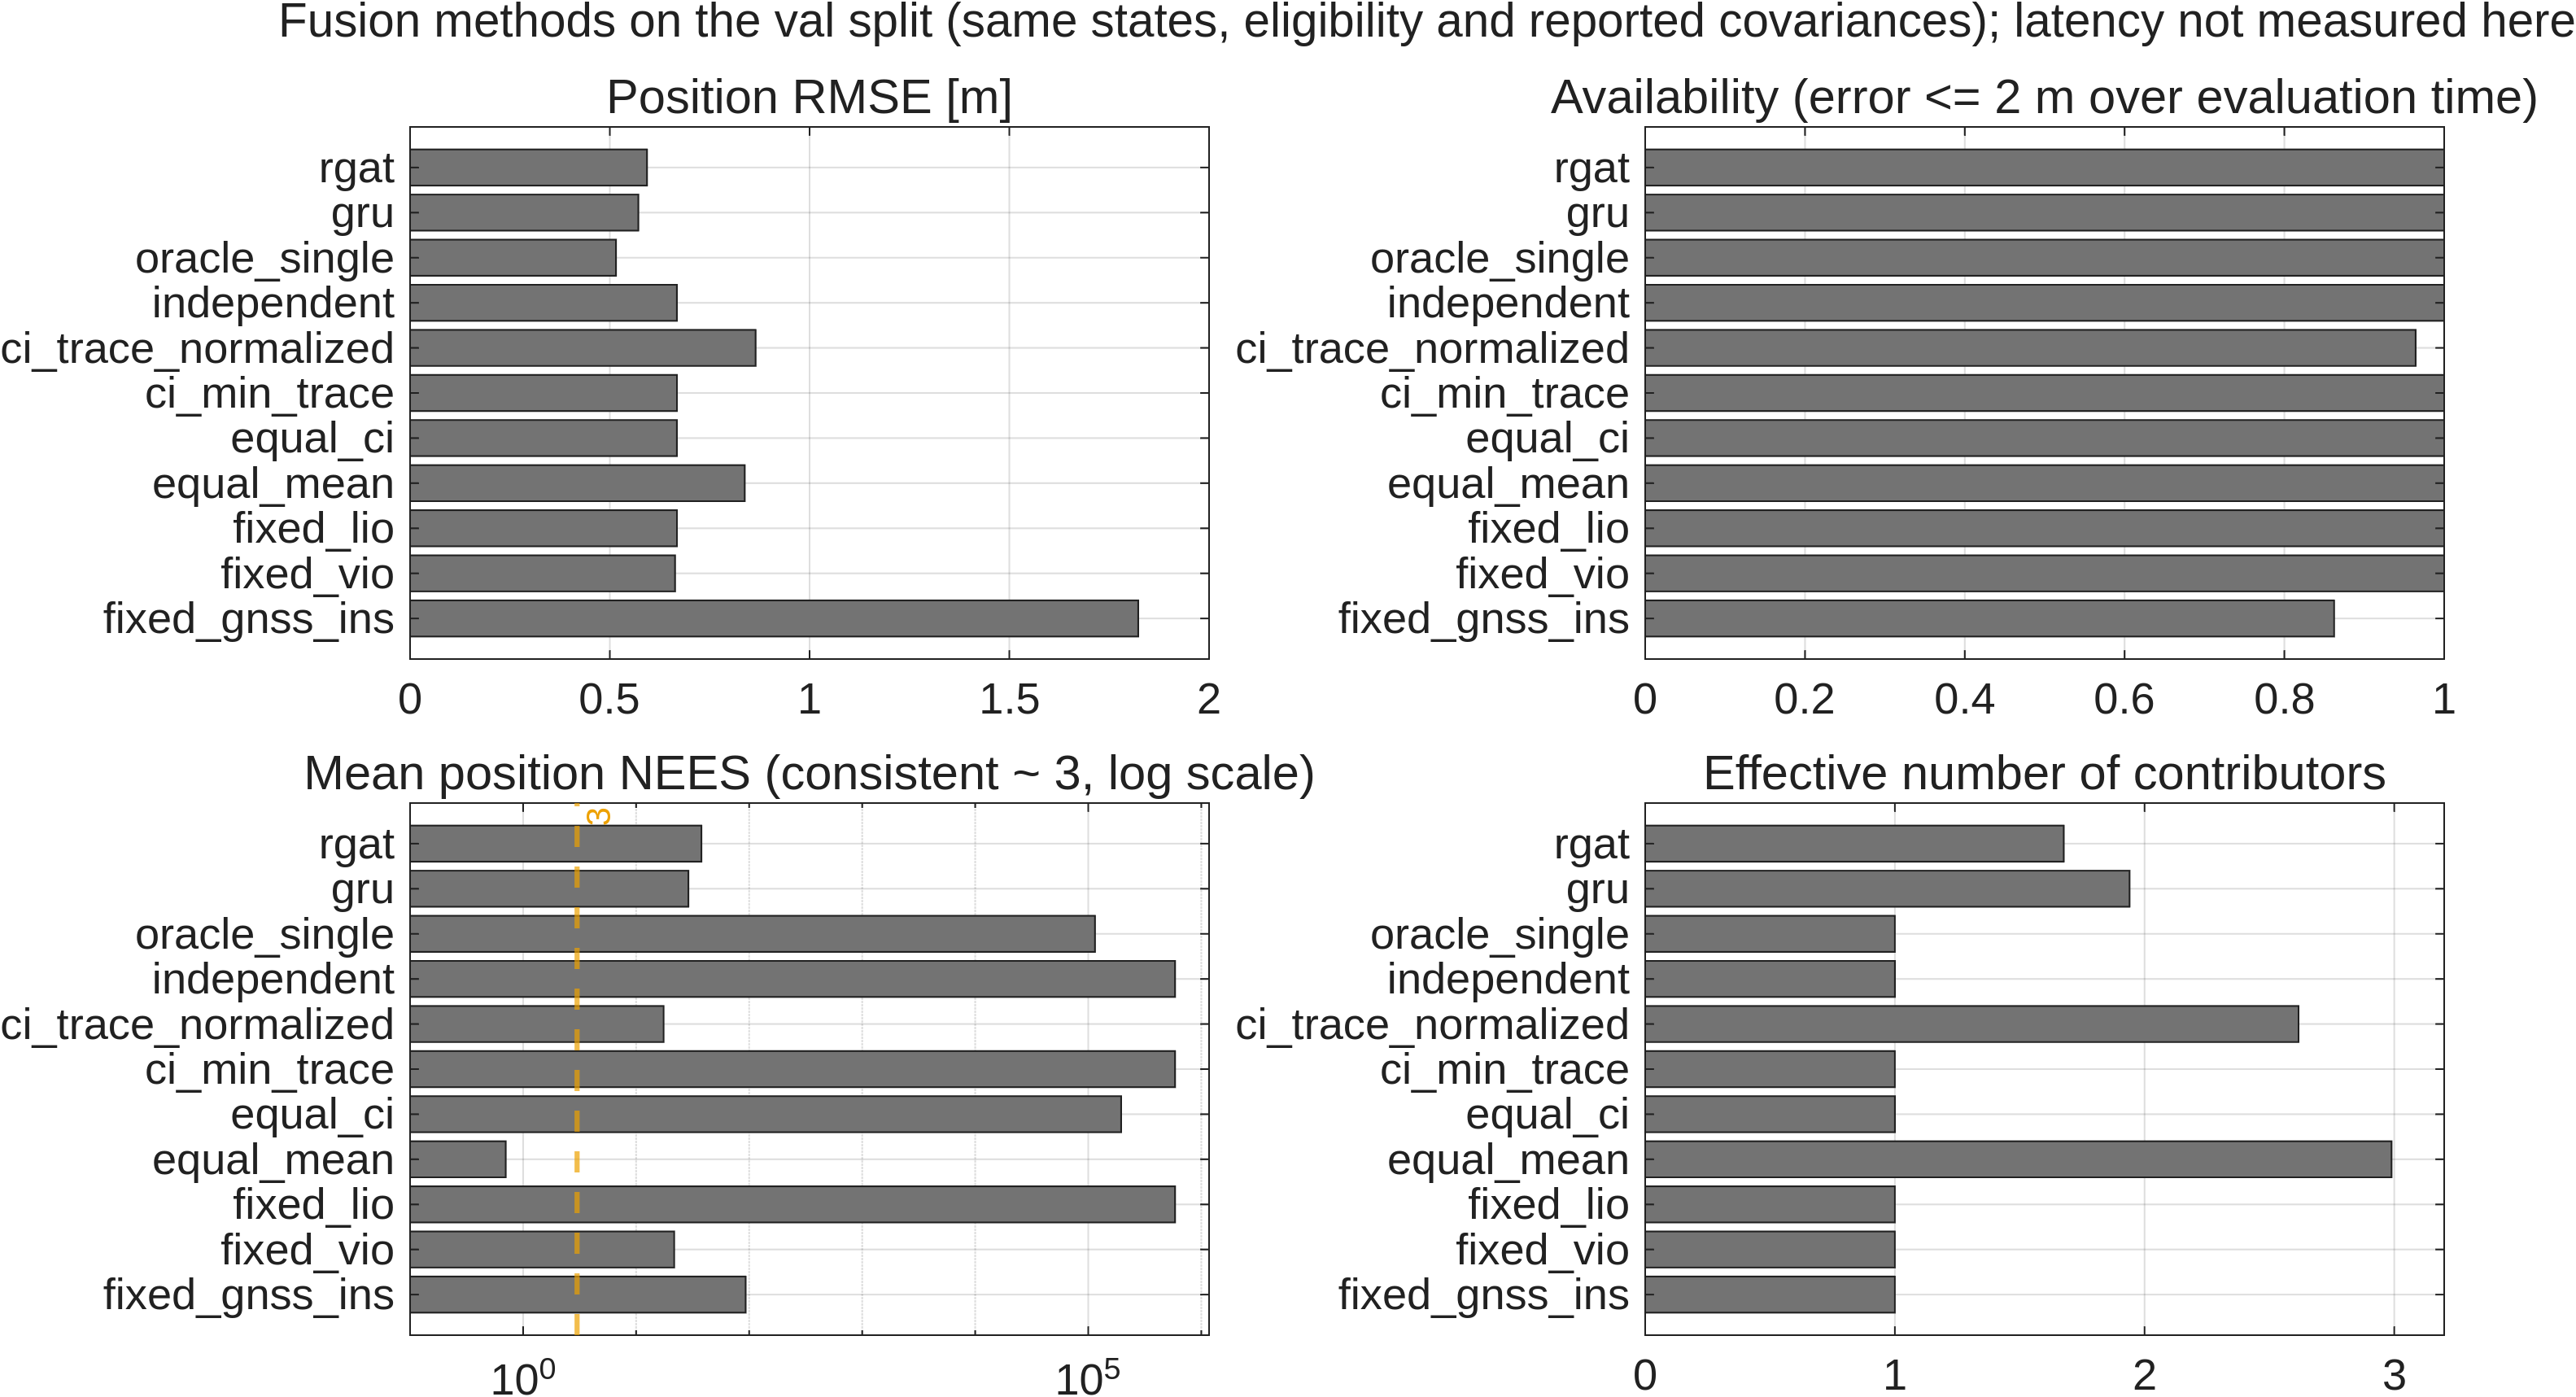 Fusion methods on the val split (same states, eligibility and reported covariances); latency not measured here
Position RMSE [m]
rgat
gru
oracle_single
independent
ci_trace_normalized
ci_min_trace
equal_ci
equal_mean
fixed_lio
fixed_vio
fixed_gnss_ins
0
0.5
1
1.5
2
Availability (error <= 2 m over evaluation time)
rgat
gru
oracle_single
independent
ci_trace_normalized
ci_min_trace
equal_ci
equal_mean
fixed_lio
fixed_vio
fixed_gnss_ins
0
0.2
0.4
0.6
0.8
1
Mean position NEES (consistent ~ 3, log scale)
3
rgat
gru
oracle_single
independent
ci_trace_normalized
ci_min_trace
equal_ci
equal_mean
fixed_lio
fixed_vio
fixed_gnss_ins
10⁰
10⁵
Effective number of contributors
rgat
gru
oracle_single
independent
ci_trace_normalized
ci_min_trace
equal_ci
equal_mean
fixed_lio
fixed_vio
fixed_gnss_ins
0
1
2
3